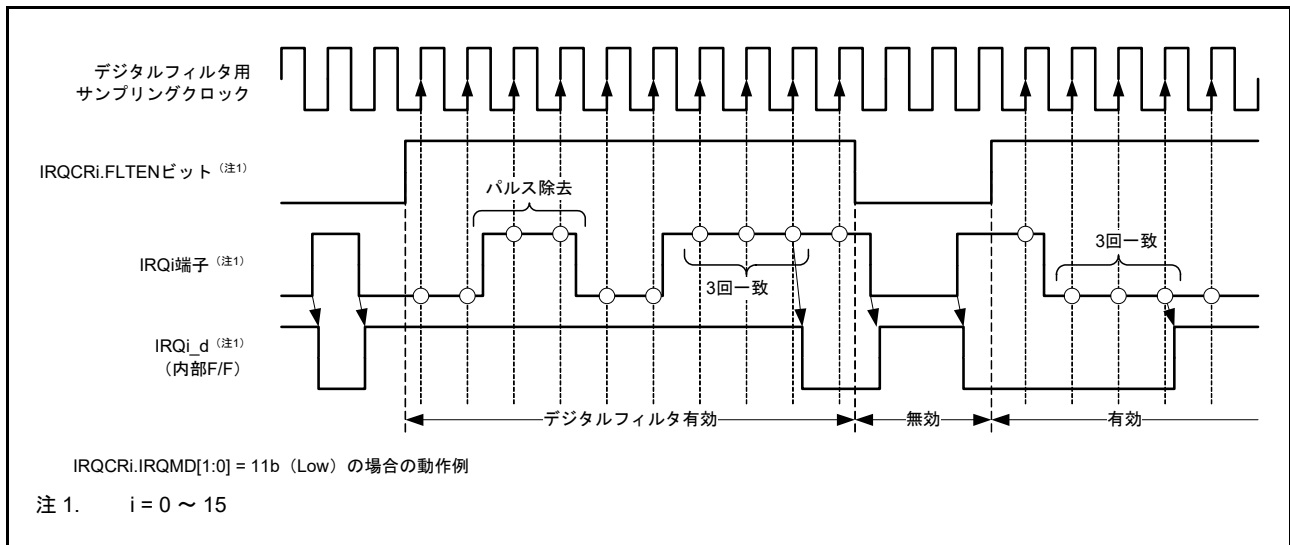 デジタルフィルタ用
サンプリングクロック
IRQCRi.FLTENビット（注1）
パルス除去
IRQi端子（注1）
3回一致
3回一致
IRQi_d（注1）
（内部F/F）
デジタルフィルタ有効
無効
有効
IRQCRi.IRQMD[1:0] = 11b（Low）の場合の動作例
注 1. i = 0 ～ 15